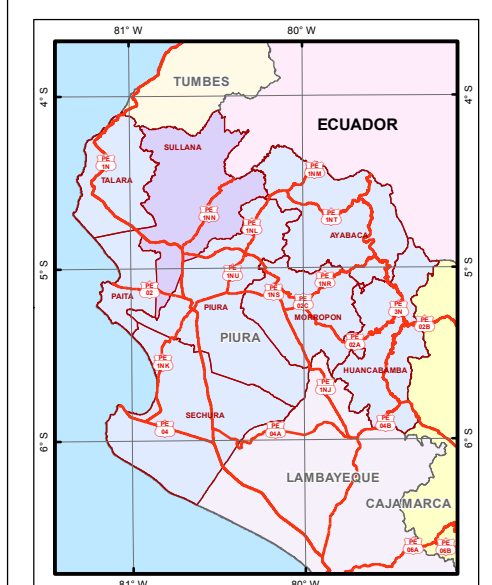 81° W 80° W
TUMBES
4° S 4° S
ECUADOR
SULLANA
PE 1N
PE 1NM
TALARA
PE 1NN
PE 1NT
PE 1NL
AYABACA
5° S 5° S
PE 1NU
PE 1NR
PAITA
PE 02
PE 1NS
PE 02C
PE 3N
PIURA
MORROPON
PE 02B
PIURA
PE 02A
PE 1NK
HUANCABAMBA
PE 1NJ
SECHURA
PE 04
PE 04A
PE 04B
6° S 6° S
LAMBAYEQUE
CAJAMARCA
PE 06A
PE 06B
81° W 80° W